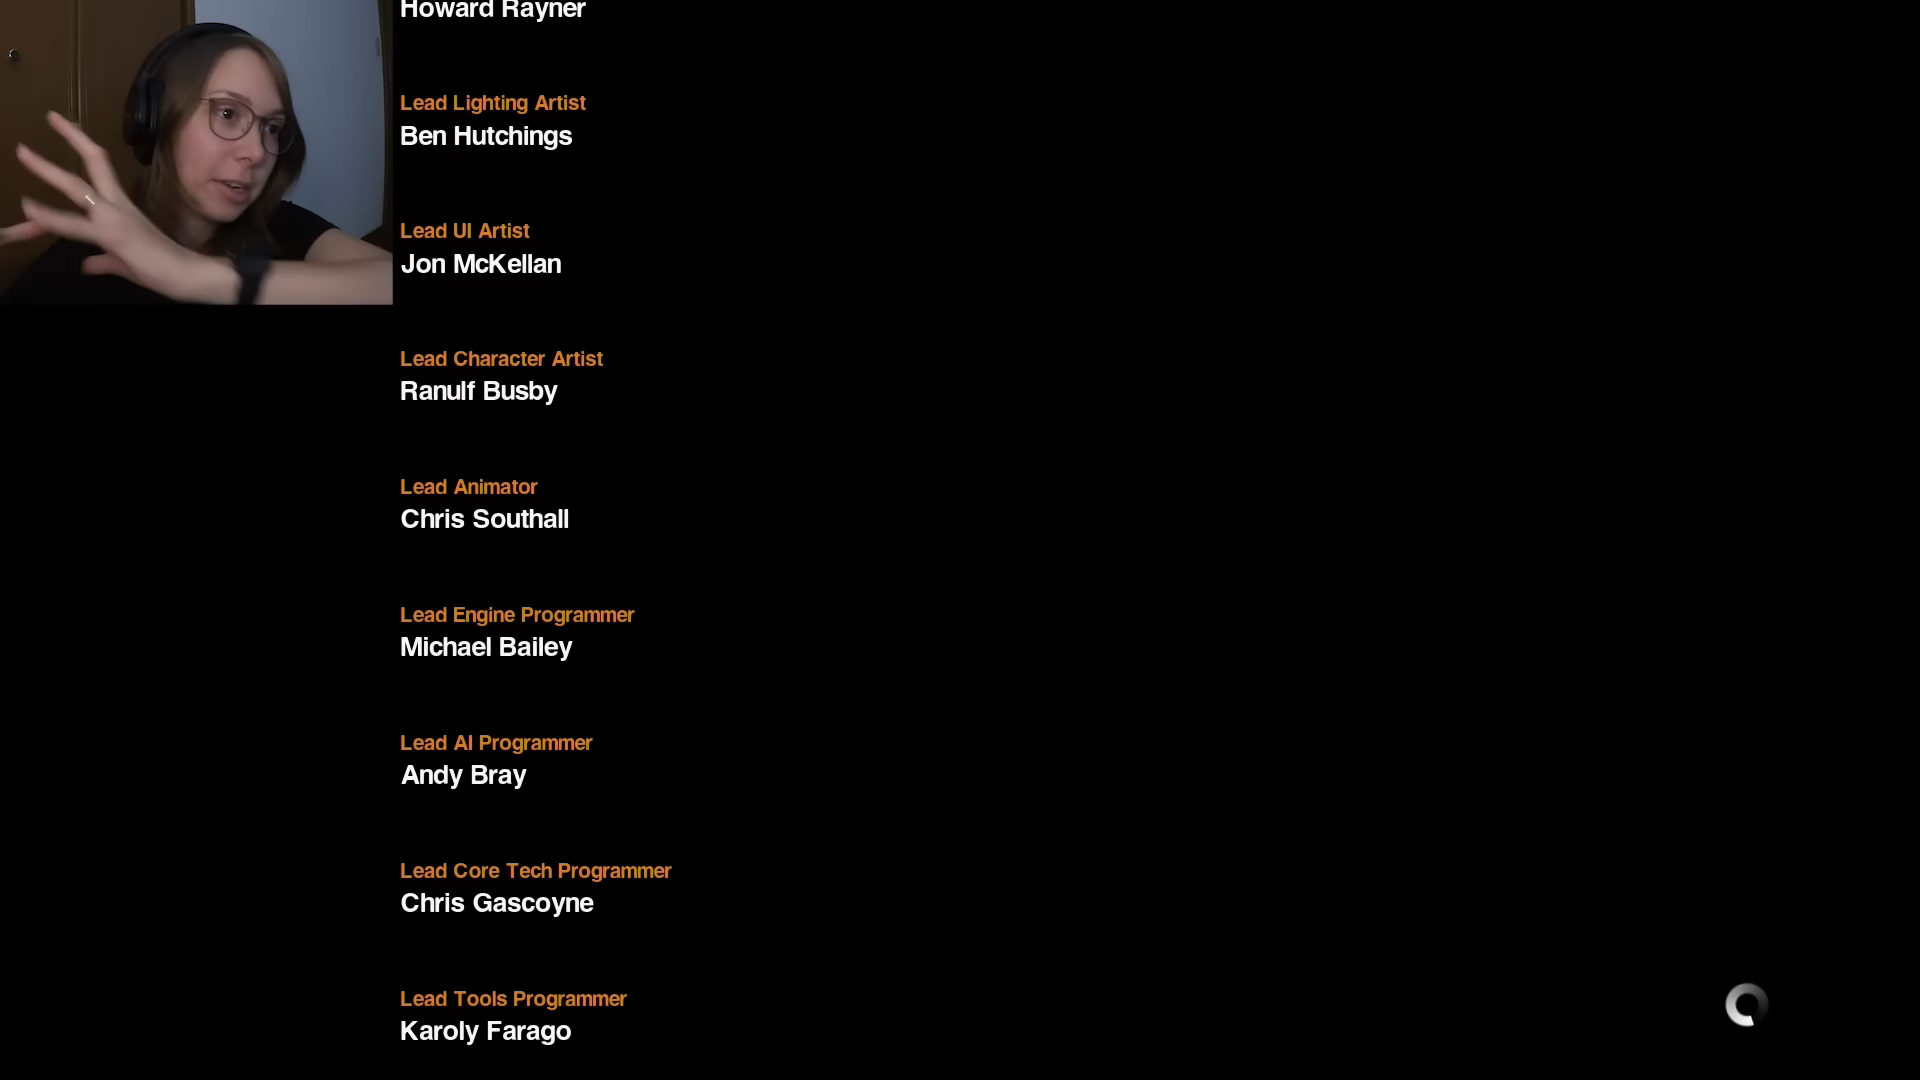 Howard Rayner
Lead Lighting Artist
Ben Hutchings
Lead UI Artist
Jon McKellan
Lead Character Artist
Ranulf Busby
Lead Animator
Chris Southall
Lead Engine Programmer
Michael Bailey
Lead AI Programmer
Andy Bray
Lead Core Tech Programmer
Chris Gascoyne
Lead Tools Programmer
Karoly Farago